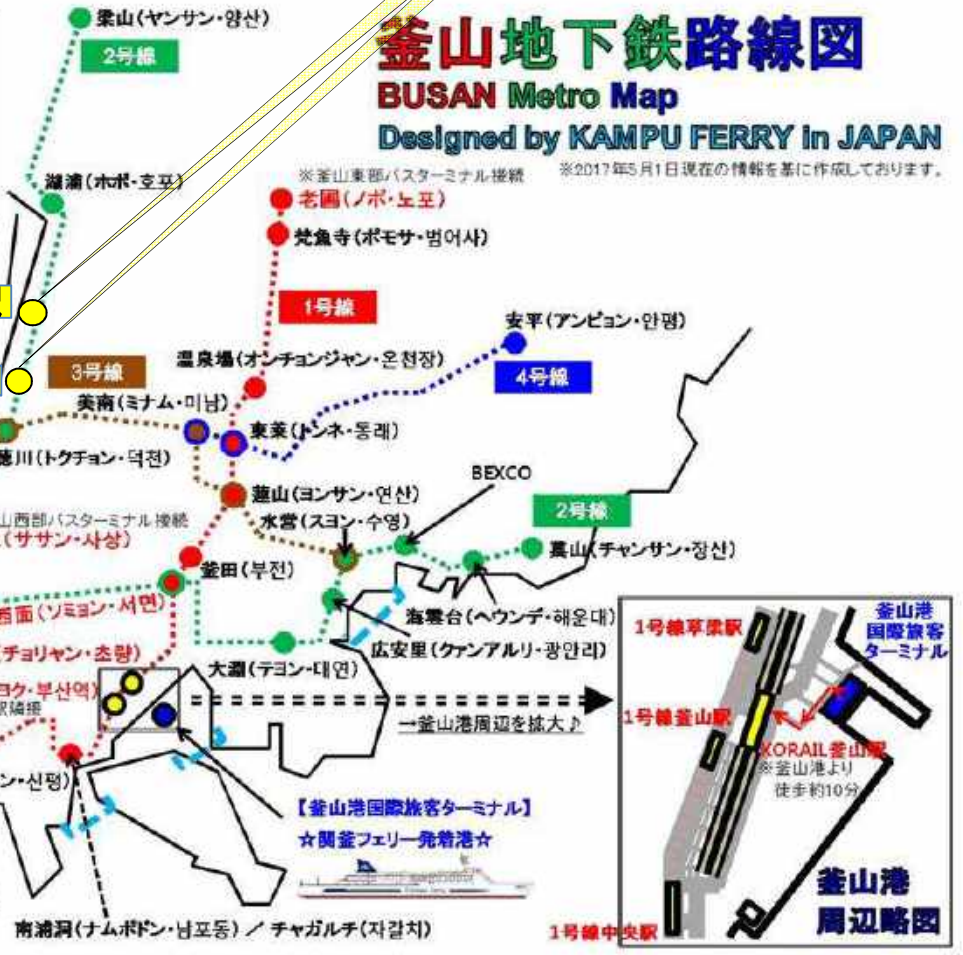 梁山(ヤンサン・양산)
2号線
釜山地下鉄路線図
BUSAN Metro Map
Designed by KAMPU FERRY in JAPAN
※2017年5月1日現在の情報を基に作成しております。
湖浦(ホポ・호포)
※釜山東部バスターミナル接続
老圃(ノポ・노포)
梵魚寺(ポモサ・범어사)
1号線
安平(アンピョン・안평)
温泉場(オンチョンジャン・온천장)
3号線
4号線
美南(ミナム・미남)
東萊(トンネ・동래)
徳川(トクチョン・덕천)
BEXCO
蓮山(ヨンサン・연산)
2号線
山西部バスターミナル接続
水営(スヨン・수영)
(ササン・사상)
萇山(チャンサン・장산)
釜田(부전)
西面(ソミョン・서면)
海雲台(ヘウンデ・해운대)
広安里(クァンアルリ・광안리)
チョリャン・초량)
大淵(テヨン・대연)
ヨク・부산역)
駅隣接
→釜山港周辺を拡大♪
ン・신평)
【釜山港国際旅客ターミナル】
☆関釜フェリー発着港☆
南浦洞(ナムポドン・남포동) / チャガルチ(자갈치)
1号線草梁駅
釜山港
国際旅客
ターミナル
1号線釜山駅
KORAIL釜山駅
※釜山港より
徒歩約10分
釜山港
周辺略図
1号線中央駅